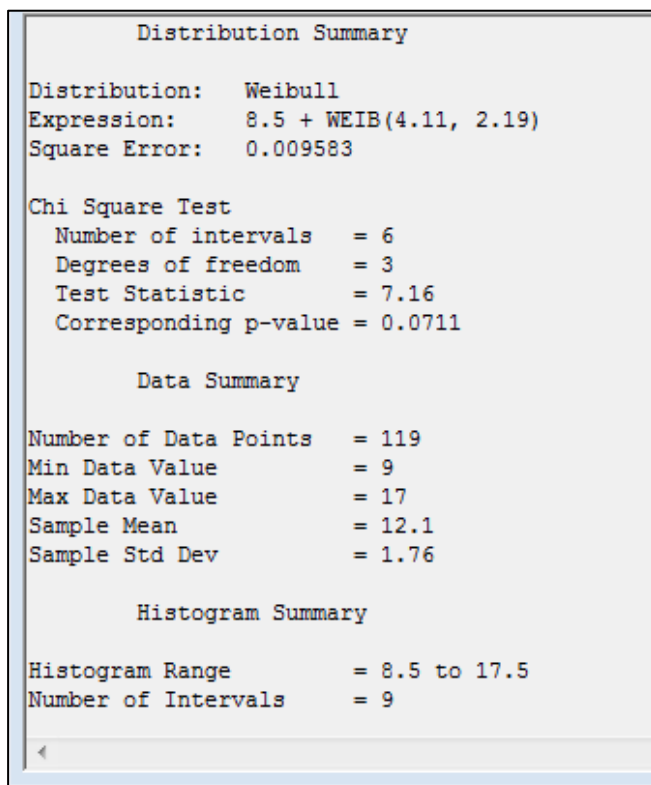 Distribution Summary
Distribution: Weibull
Expression: 8.5 + WEIB(4.11, 2.19)
Square Error: 0.009583
Chi Square Test
Number of intervals = 6
Degrees of freedom = 3
Test Statistic = 7.16
Corresponding p-value = 0.0711
Data Summary
Number of Data Points = 119
Min Data Value = 9
Max Data Value = 17
Sample Mean = 12.1
Sample Std Dev = 1.76
Histogram Summary
Histogram Range = 8.5 to 17.5
Number of Intervals = 9